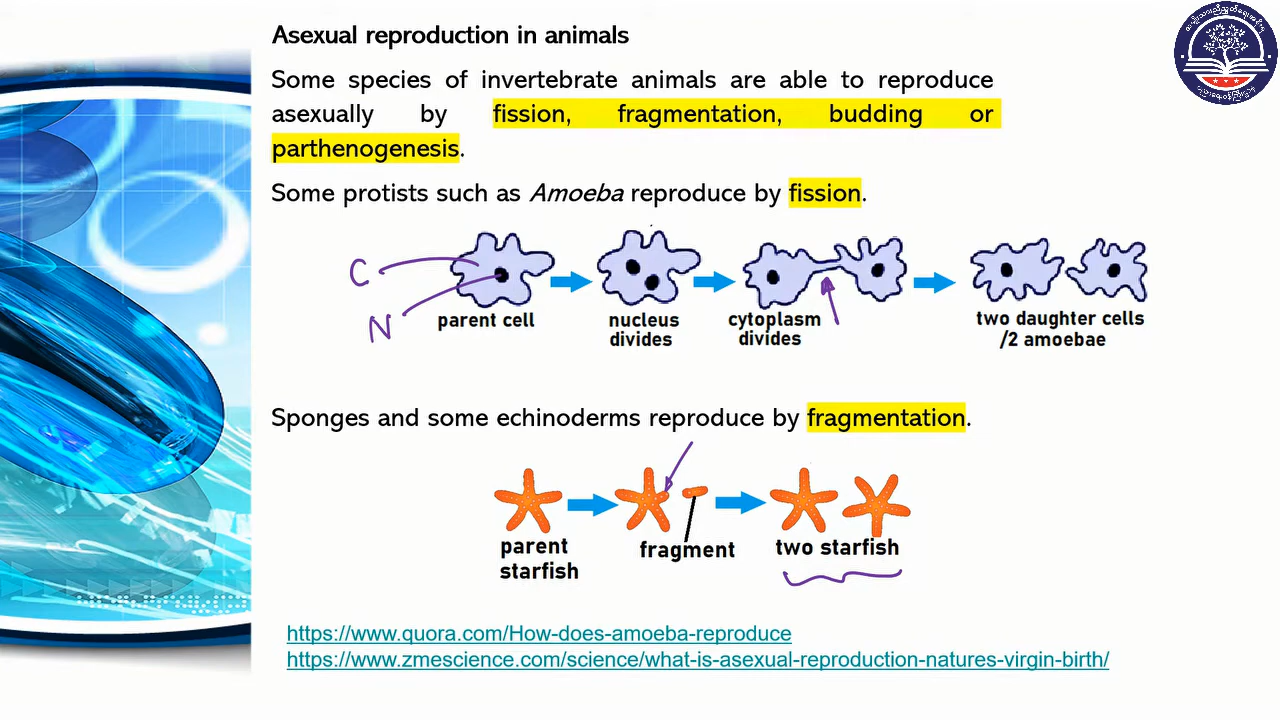 Asexual reproduction in animals
Some species of invertebrate animals are able to reproduce
asexually by fission, fragmentation, budding or
parthenogenesis.
Some protists such as Amoeba reproduce by fission.
C
N
parent cell
nucleus
divides
cytoplasm
divides
two daughter cells
/2 amoebae
Sponges and some echinoderms reproduce by fragmentation.
parent
starfish
fragment
two starfish
https://www.quora.com/How-does-amoeba-reproduce
https://www.zmescience.com/science/what-is-asexual-reproduction-natures-virgin-birth/